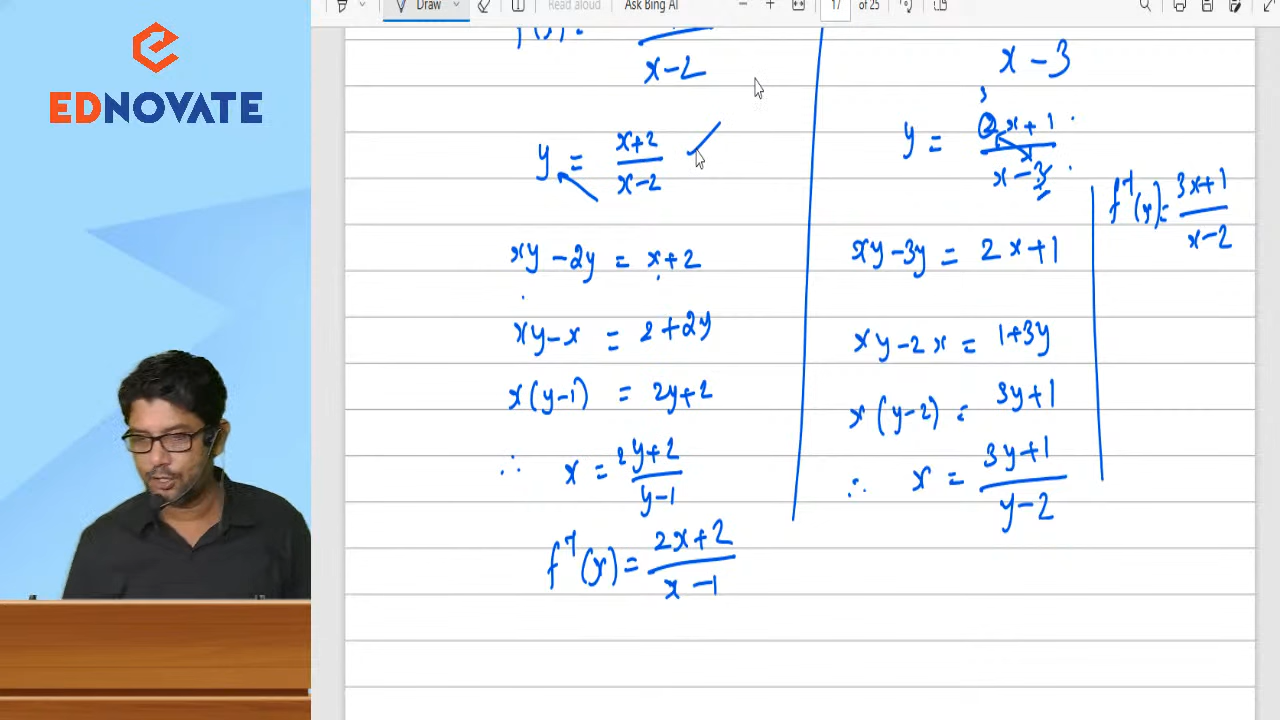 Draw
Read aloud
Ask Bing AI
17 of 25
EDNOVATE
f(x) =
x-2
y = x+2
x-2
xy - 2y = x+2
xy - x = 2+2y
x(y-1) = 2y+2
∴ x = 2y+2
y-1
f⁻¹(x) = 2x+2
x-1
x-3
y = 2x+1
x-3
xy-3y = 2x+1
xy-2x = 1+3y
x(y-2) = 3y+1
∴ x = 3y+1
y-2
f⁻¹(x) = 3x+1
x-2